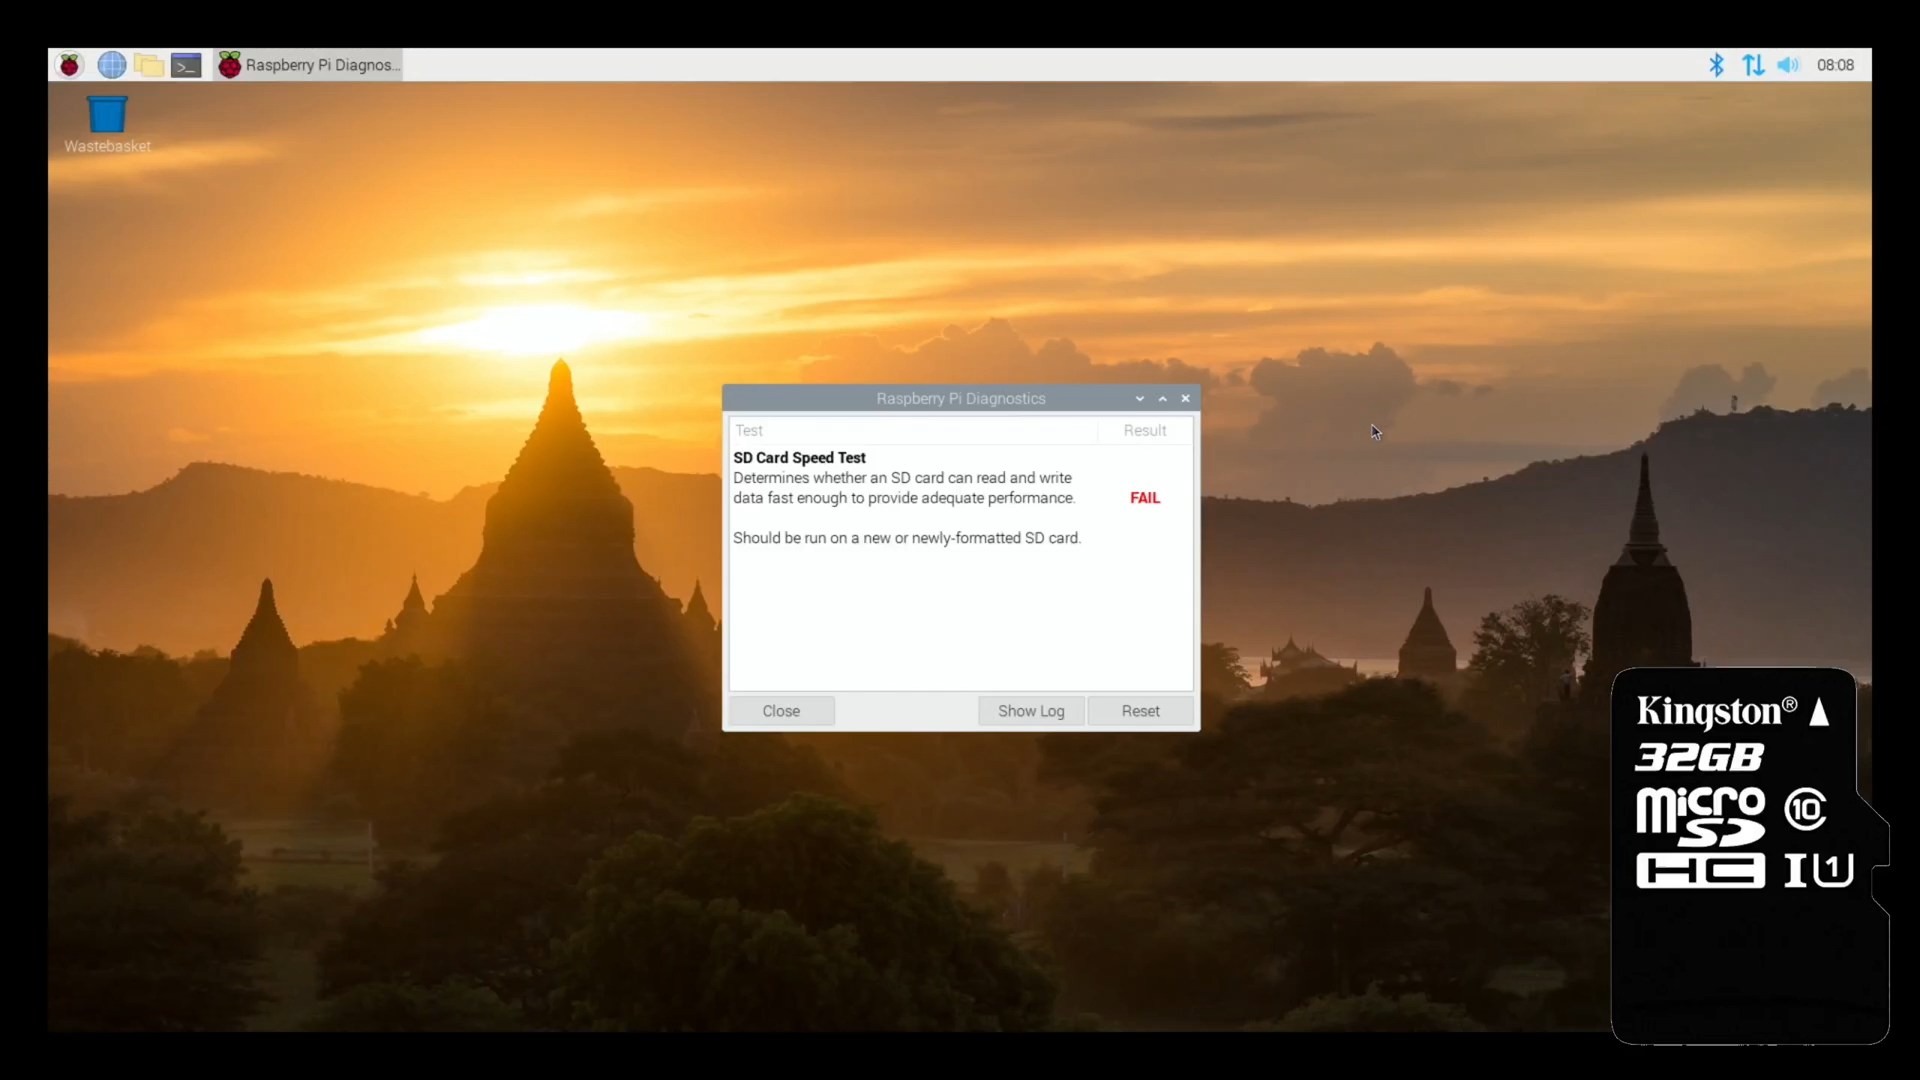 Raspberry Pi Diagnos...
08:08
Wastebasket
Raspberry Pi Diagnostics
Test Result
SD Card Speed Test
Determines whether an SD card can read and write
data fast enough to provide adequate performance.
FAIL
Should be run on a new or newly-formatted SD card.
Close Show Log Reset
Kingston®
32GB
micro
SD
10
HC I U1